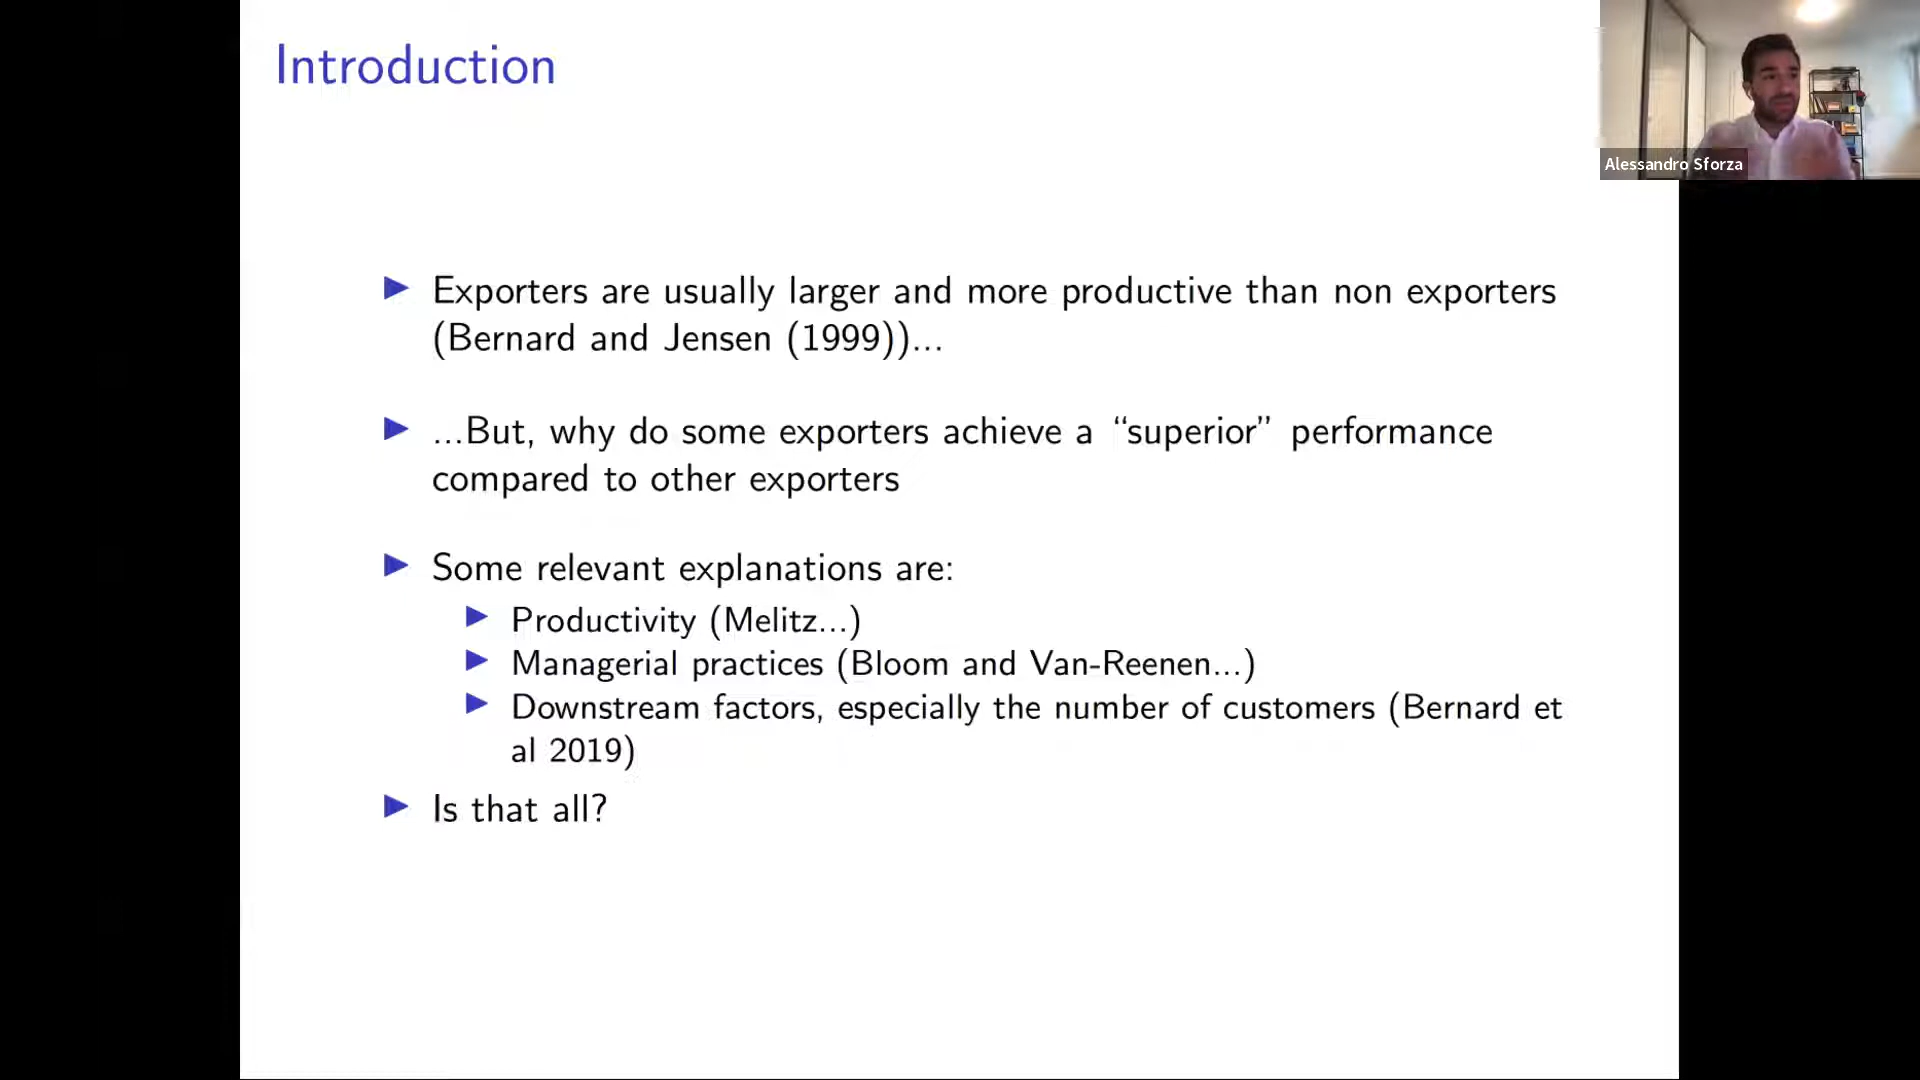 Introduction
Alessandro Sforza
▶ Exporters are usually larger and more productive than non exporters
(Bernard and Jensen (1999))...
▶ ...But, why do some exporters achieve a “superior” performance
compared to other exporters
▶ Some relevant explanations are:
▶ Productivity (Melitz...)
▶ Managerial practices (Bloom and Van-Reenen...)
▶ Downstream factors, especially the number of customers (Bernard et
al 2019)
▶ Is that all?